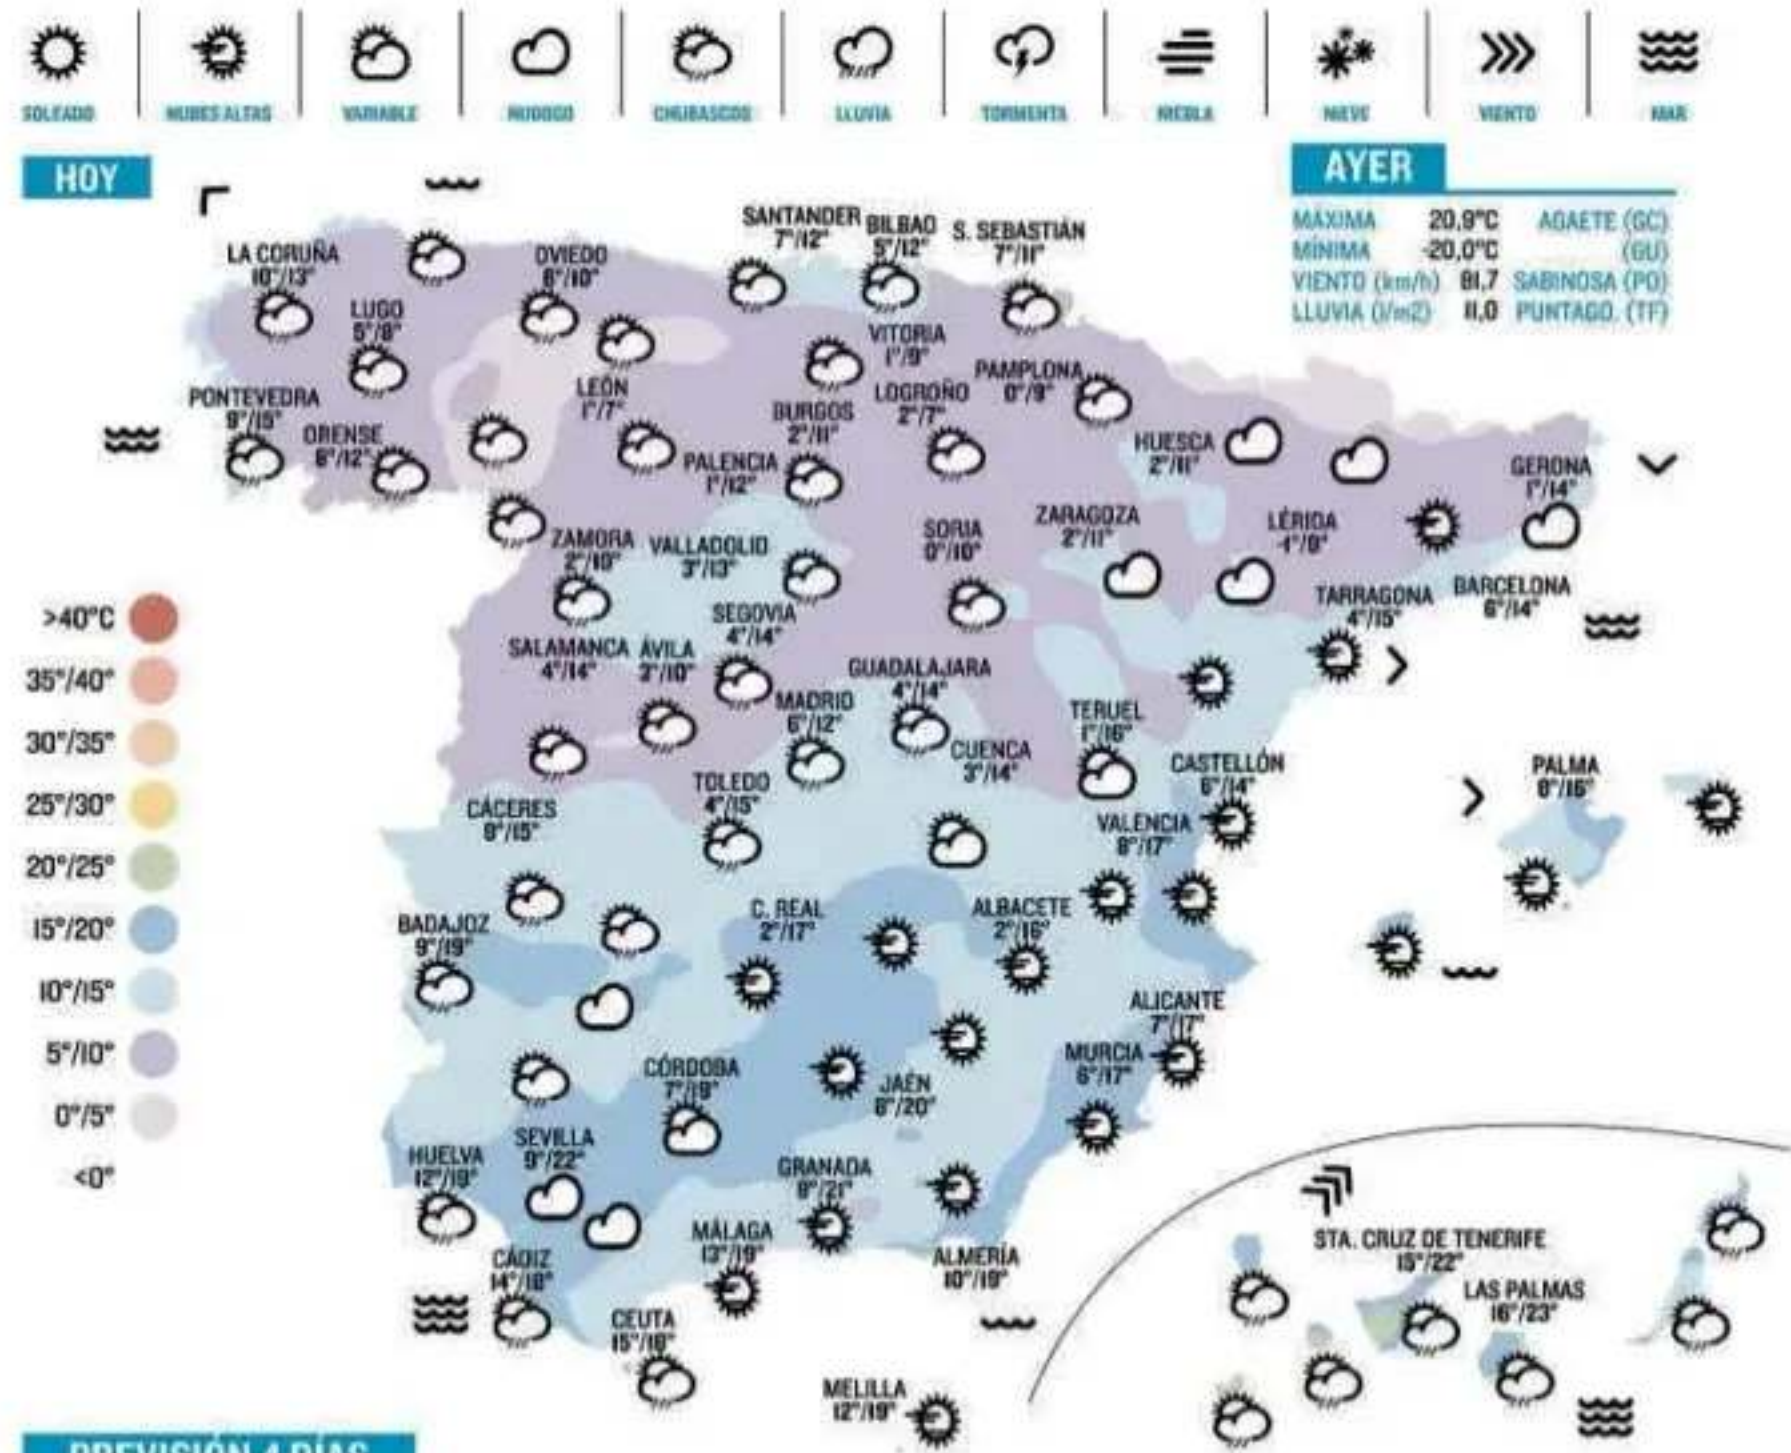 SOLEADO
NUBES ALTAS
VARIABLE
CHUBASCOS
LLUVIA
TORMENTA
NIEBLA
NIEVE
VIENTO
MAR
HOY
AYER
MÁXIMA 20,9°C AGAETE (GC)
MÍNIMA -20,0°C (GU)
VIENTO (km/h) 91,7 SABINOSA (PO)
LLUVIA (l/m2) 11,0 PUNTAGO. (TF)
LA CORUÑA
10°/13°
OVIEDO
6°/10°
SANTANDER
7°/12°
BILBAO
5°/12°
S. SEBASTIÁN
7°/11°
LUGO
5°/8°
VITORIA
1°/9°
PONTEVEDRA
9°/15°
LEÓN
1°/7°
BURGOS
2°/11°
LOGROÑO
2°/7°
PAMPLONA
0°/9°
ORENSE
8°/12°
PALENCIA
1°/12°
HUESCA
2°/11°
GERONA
1°/14°
ZAMORA
2°/10°
VALLADOLID
3°/13°
SORIA
0°/10°
ZARAGOZA
2°/11°
LÉRIDA
-1°/9°
SEGOVIA
4°/14°
TARRAGONA
4°/15°
BARCELONA
6°/14°
SALAMANCA
4°/14°
ÁVILA
3°/10°
GUADALAJARA
4°/14°
MADRID
6°/12°
TERUEL
1°/16°
CUENCA
3°/14°
CASTELLÓN
6°/14°
PALMA
8°/16°
TOLEDO
4°/15°
CÁCERES
9°/15°
VALENCIA
8°/17°
BADAJOZ
9°/19°
C. REAL
2°/17°
ALBACETE
2°/16°
ALICANTE
7°/17°
MURCIA
6°/17°
CÓRDOBA
7°/19°
JAÉN
8°/20°
SEVILLA
9°/22°
HUELVA
12°/19°
GRANADA
8°/21°
MÁLAGA
13°/19°
CÁDIZ
14°/18°
ALMERÍA
10°/19°
CEUTA
15°/18°
MELILLA
12°/19°
STA. CRUZ DE TENERIFE
15°/22°
LAS PALMAS
16°/23°
>40°C
35°/40°
30°/35°
25°/30°
20°/25°
15°/20°
10°/15°
5°/10°
0°/5°
<0°
PREVISIÓN 4 DÍAS